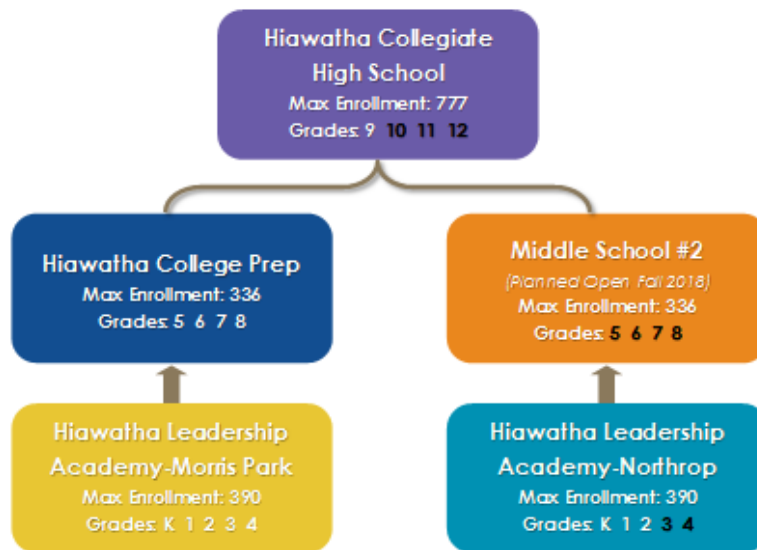 Hiawatha Collegiate
High School
Max Enrollment: 777
Grades: 9 10 11 12
Hiawatha College Prep
Max Enrollment: 336
Grades: 5 6 7 8
Middle School #2
(Planned Open Fall 2018)
Max Enrollment: 336
Grades: 5 6 7 8
Hiawatha Leadership
Academy-Morris Park
Max Enrollment: 390
Grades: K 1 2 3 4
Hiawatha Leadership
Academy-Northrop
Max Enrollment: 390
Grades: K 1 2 3 4